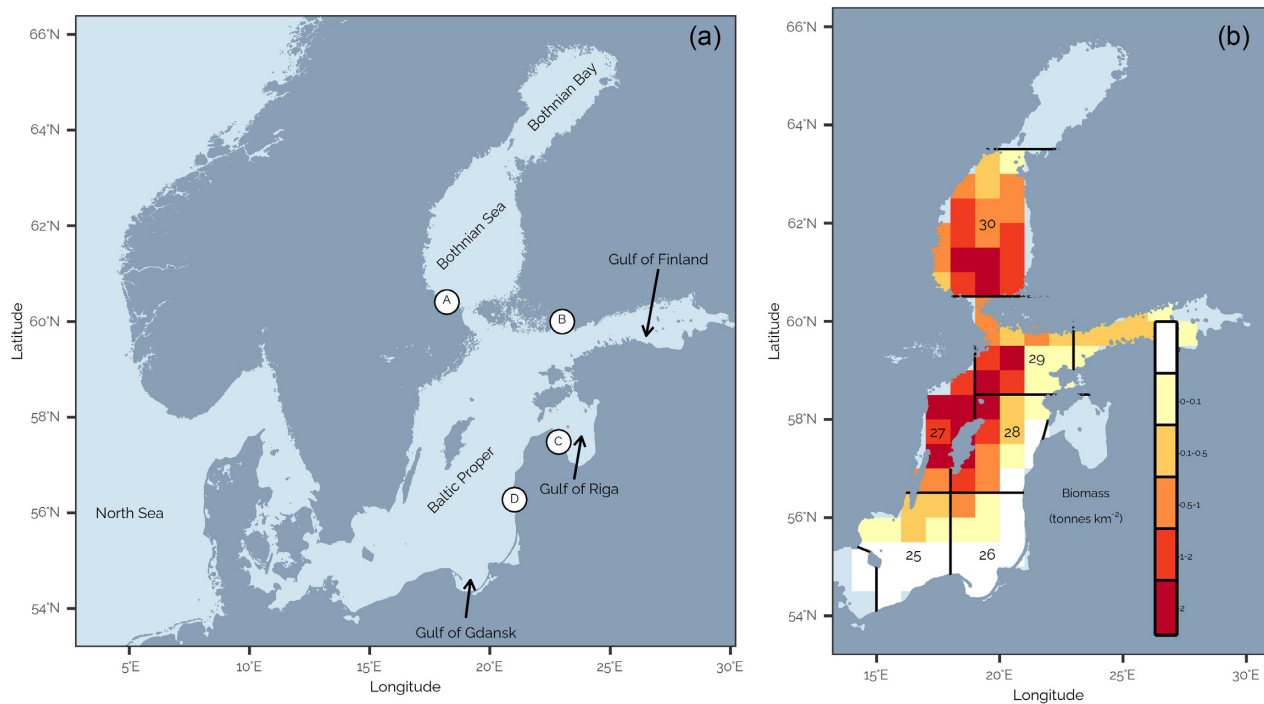 (a)
66°N
64°N
62°N
60°N
58°N
56°N
54°N
Latitude
Bothnian Bay
Bothnian Sea
Gulf of Finland
A
B
C
D
Gulf of Riga
Baltic Proper
North Sea
Gulf of Gdansk
5°E
10°E
15°E
20°E
25°E
30°E
Longitude
(b)
66°N
64°N
62°N
60°N
58°N
56°N
54°N
Latitude
30
29
27
28
25
26
Biomass
(tonnes km⁻²)
0-0.1
0.1-0.5
0.5-1
1-2
2
15°E
20°E
25°E
30°E
Longitude